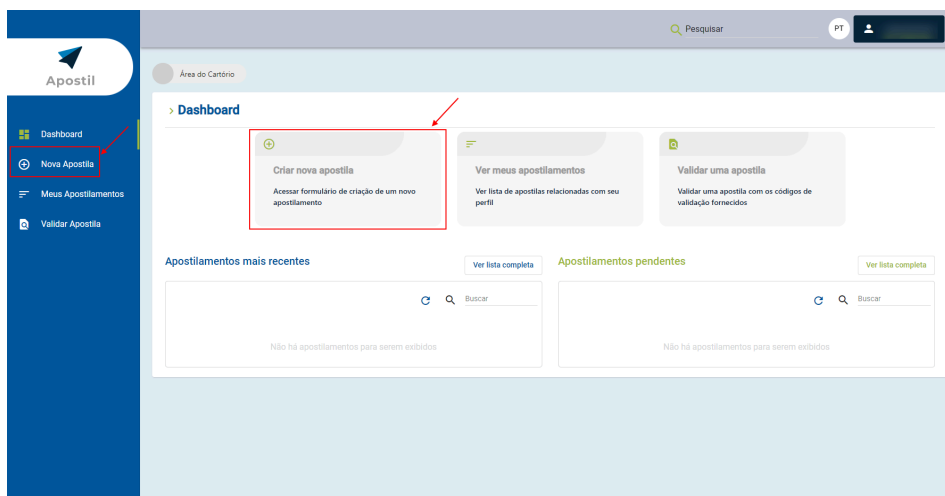 Pesquisar
PT
Apostil
Área do Cartório
Dashboard
Nova Apostila
Meus Apostilamentos
Validar Apostila
> Dashboard
Criar nova apostila
Acessar formulário de criação de um novo
apostilamento
Ver meus apostilamentos
Ver lista de apostilas relacionadas com seu
perfil
Validar uma apostila
Validar uma apostila com os códigos de
validação fornecidos
Apostilamentos mais recentes
Ver lista completa
Buscar
Não há apostilamentos para serem exibidos
Apostilamentos pendentes
Ver lista completa
Buscar
Não há apostilamentos para serem exibidos